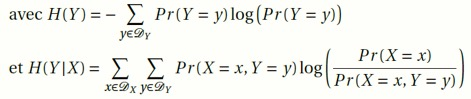 avec H(Y) = − ∑_{y∈𝒟_Y} Pr(Y = y) log(Pr(Y = y))
et H(Y|X) = ∑_{x∈𝒟_X} ∑_{y∈𝒟_Y} Pr(X = x, Y = y) log(Pr(X = x) / Pr(X = x, Y = y))